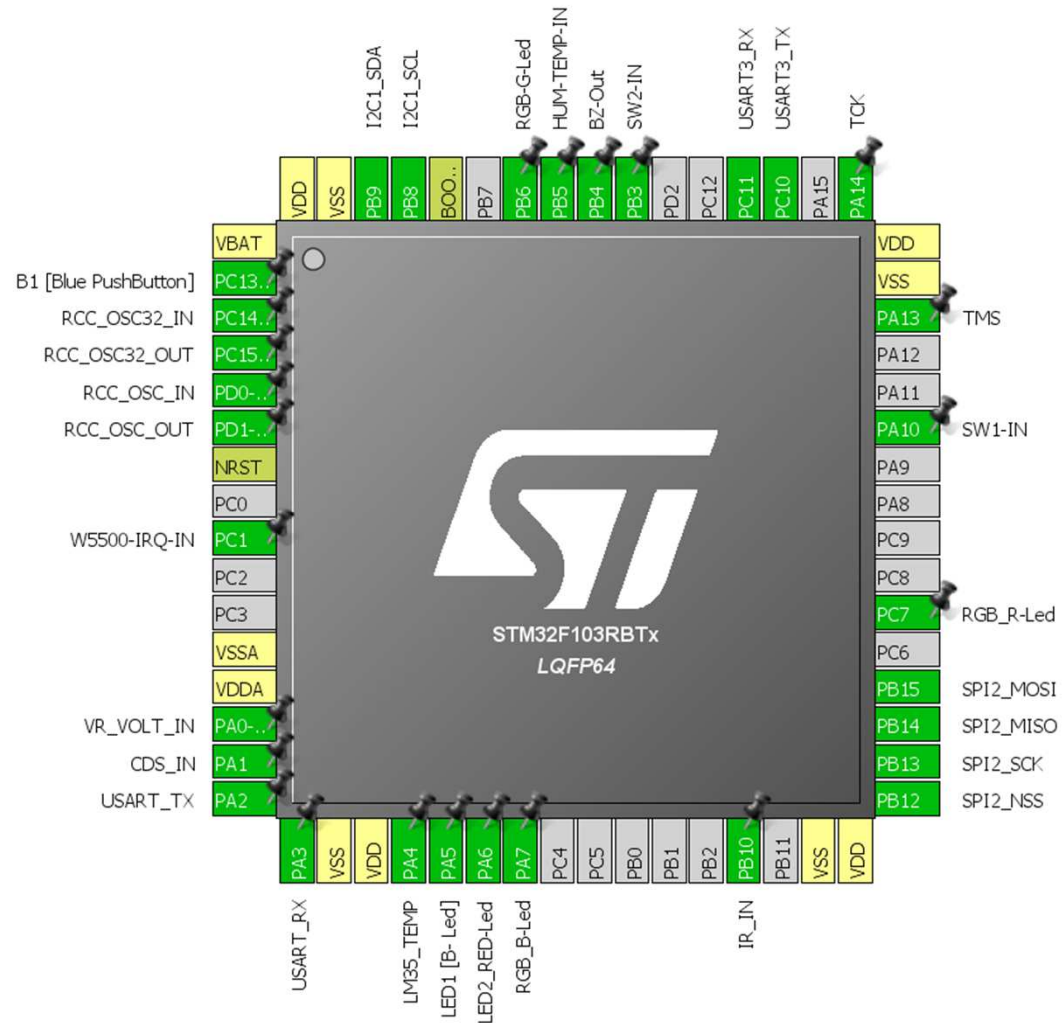 I2C1_SDA
I2C1_SCL
RGB-G-Led
HUM-TEMP-IN
BZ-Out
SW2-IN
USART3_RX
USART3_TX
TCK
VDD
VSS
PB9
PB8
BOO..
PB7
PB6
PB5
PB4
PB3
PD2
PC12
PC11
PC10
PA15
PA14
VBAT
B1 [Blue PushButton] PC13..
RCC_OSC32_IN PC14..
RCC_OSC32_OUT PC15..
RCC_OSC_IN PD0-..
RCC_OSC_OUT PD1-..
NRST
PC0
W5500-IRQ-IN PC1
PC2
PC3
VSSA
VDDA
VR_VOLT_IN PA0-..
CDS_IN PA1
USART_TX PA2
ST
STM32F103RBTx
LQFP64
VDD
VSS
PA13 TMS
PA12
PA11
PA10 SW1-IN
PA9
PA8
PC9
PC8
PC7 RGB_R-Led
PC6
PB15 SPI2_MOSI
PB14 SPI2_MISO
PB13 SPI2_SCK
PB12 SPI2_NSS
PA3
VSS
VDD
PA4
PA5
PA6
PA7
PC4
PC5
PB0
PB1
PB2
PB10
PB11
VSS
VDD
USART_RX
LM35_TEMP
LED1 [B- Led]
LED2_RED-Led
RGB_B-Led
IR_IN